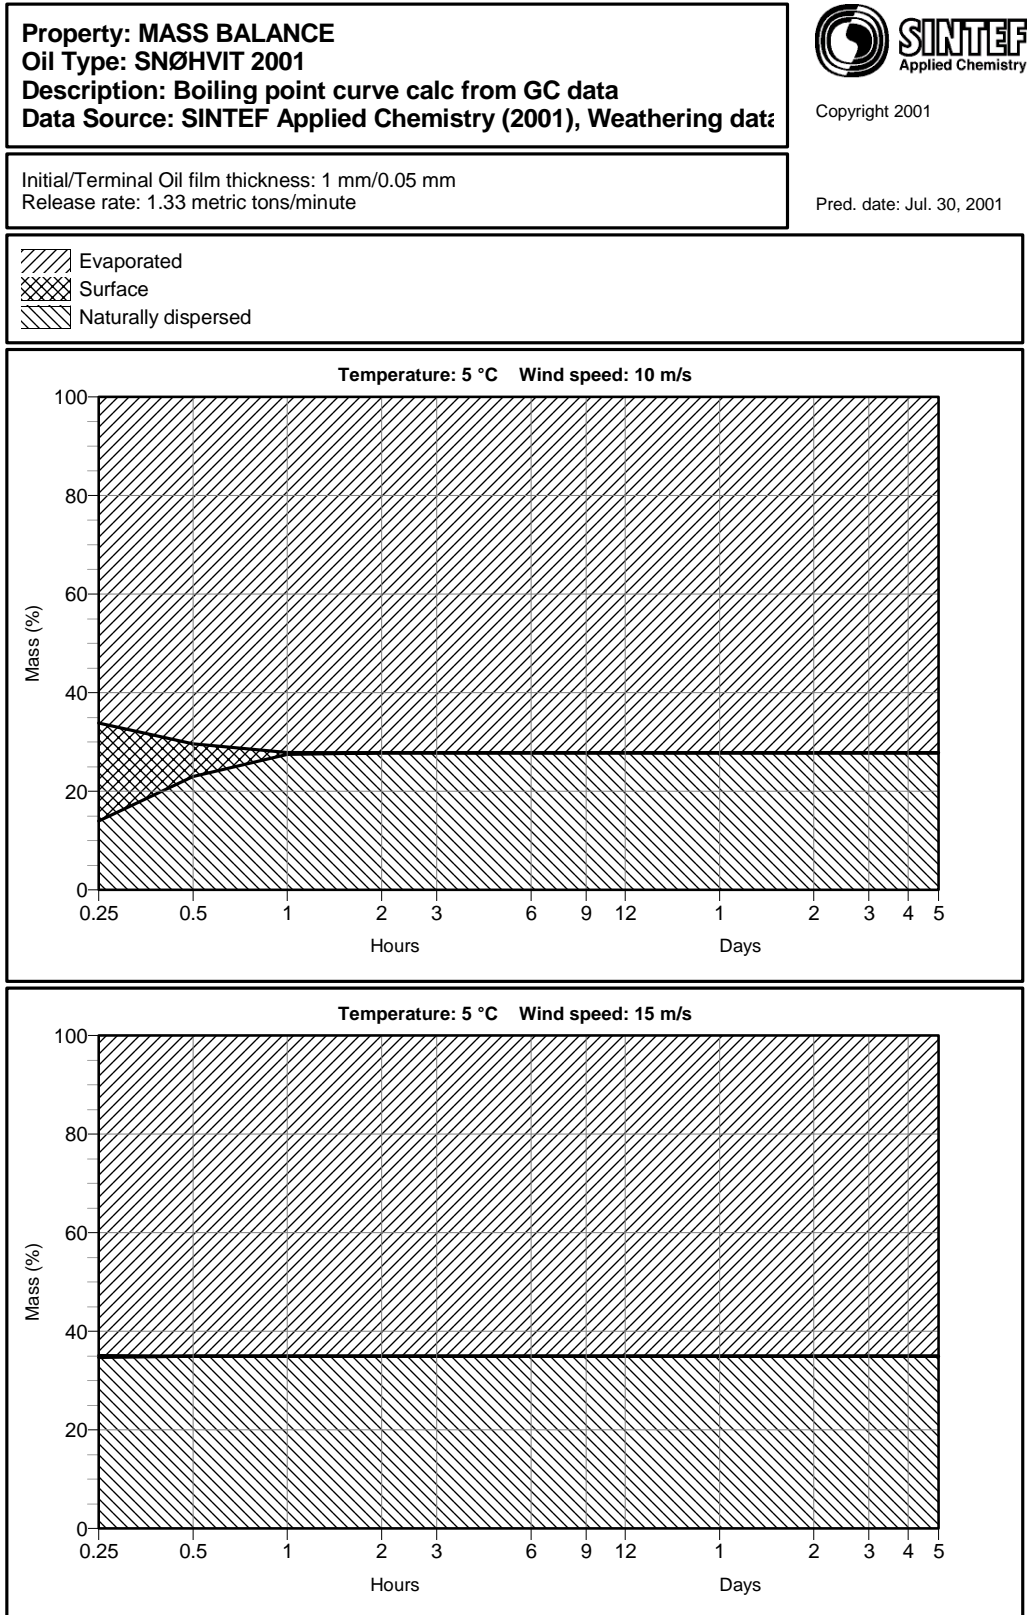 Property: MASS BALANCE
Oil Type: SNØHVIT 2001
Description: Boiling point curve calc from GC data
Data Source: SINTEF Applied Chemistry (2001), Weathering data
SINTEF
Applied Chemistry
Copyright 2001
Initial/Terminal Oil film thickness: 1 mm/0.05 mm
Release rate: 1.33 metric tons/minute
Pred. date: Jul. 30, 2001
Evaporated
Surface
Naturally dispersed
Temperature: 5 °C Wind speed: 10 m/s
100
80
60
40
20
0
Mass (%)
0.25 0.5 1 2 3 6 9 12 1 2 3 4 5
Hours Days
Temperature: 5 °C Wind speed: 15 m/s
100
80
60
40
20
0
Mass (%)
0.25 0.5 1 2 3 6 9 12 1 2 3 4 5
Hours Days